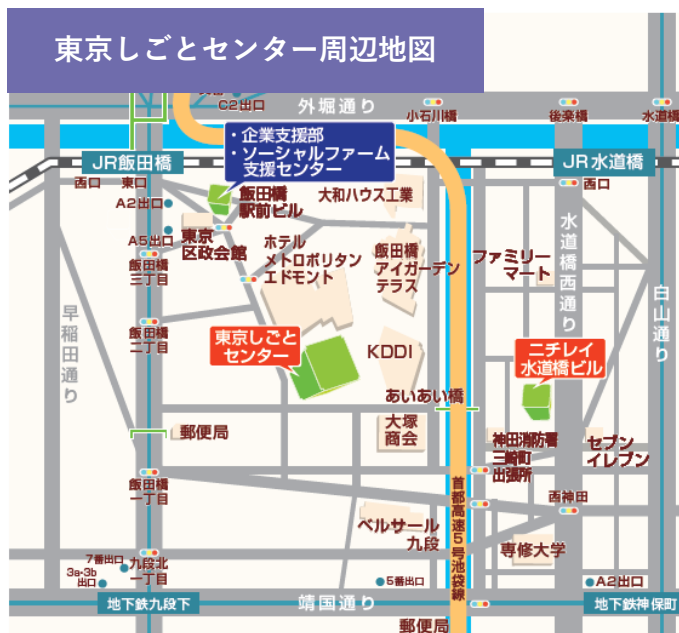 東京しごとセンター周辺地図
C2出口
外堀通り
小石川橋
後楽橋
水道橋
・企業支援部
・ソーシャルファーム
支援センター
JR飯田橋
JR水道橋
西口
東口
西口
A2出口
飯田橋
駅前ビル
大和ハウス工業
A5出口
東京
区政会館
ホテル
メトロポリタン
エドモント
飯田橋
アイガーデン
テラス
ファミリー
マート
水道橋西通り
白山通り
飯田橋
三丁目
早稲田通り
飯田橋
二丁目
東京しごと
センター
KDDI
ニチレイ
水道橋ビル
あいあい橋
郵便局
大塚
商会
神田消防署
三崎町
出張所
セブン
イレブン
飯田橋
一丁目
首都高速5号池袋線
西神田
ベルサール
九段
専修大学
7番出口
3a・3b
出口
九段北
一丁目
5番出口
A2出口
地下鉄九段下
靖国通り
地下鉄神保町
郵便局